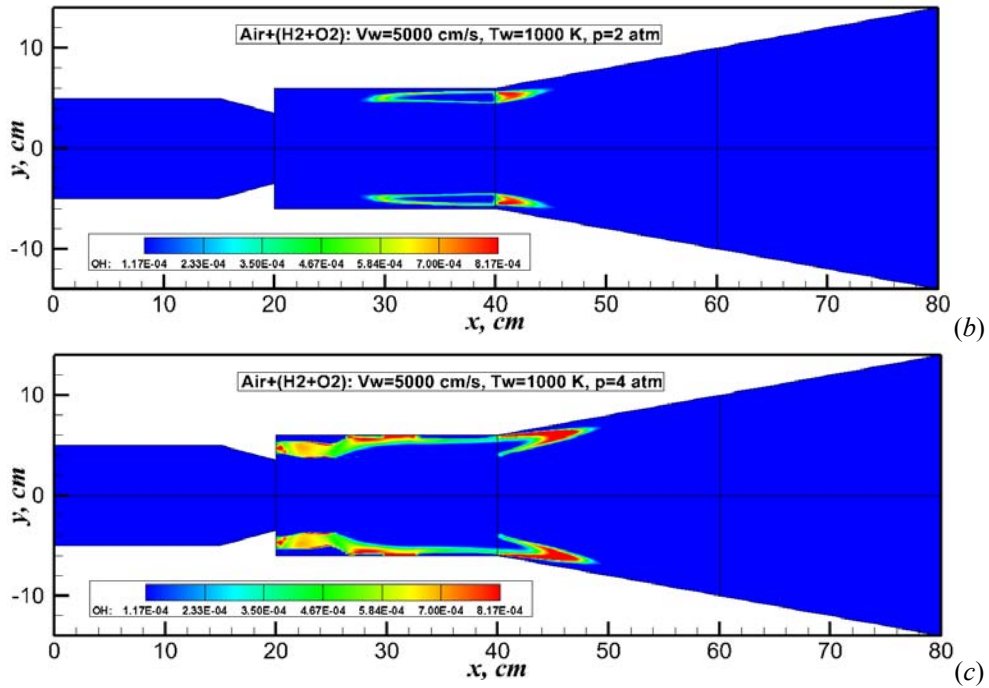 Air+(H2+O2): Vw=5000 cm/s, Tw=1000 K, p=2 atm
10
0
-10
y, cm
OH: 1.17E-04 2.33E-04 3.50E-04 4.67E-04 5.84E-04 7.00E-04 8.17E-04
0 10 20 30 40 50 60 70 80
x, cm
(b)
Air+(H2+O2): Vw=5000 cm/s, Tw=1000 K, p=4 atm
10
0
-10
y, cm
OH: 1.17E-04 2.33E-04 3.50E-04 4.67E-04 5.84E-04 7.00E-04 8.17E-04
0 10 20 30 40 50 60 70 80
x, cm
(c)